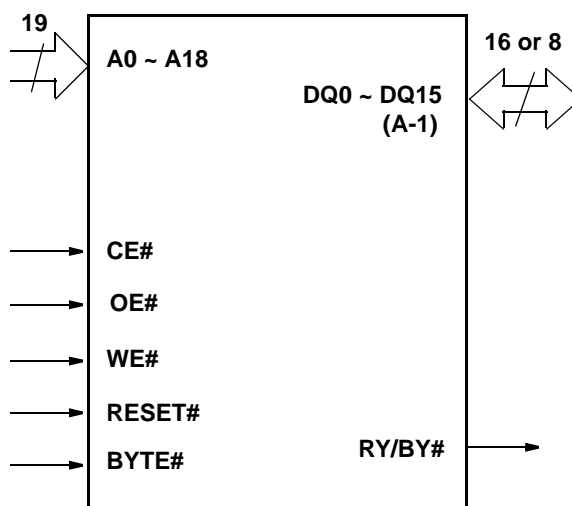 19
16 or 8
A0 ~ A18
DQ0 ~ DQ15
(A-1)
CE#
OE#
WE#
RESET#
RY/BY#
BYTE#